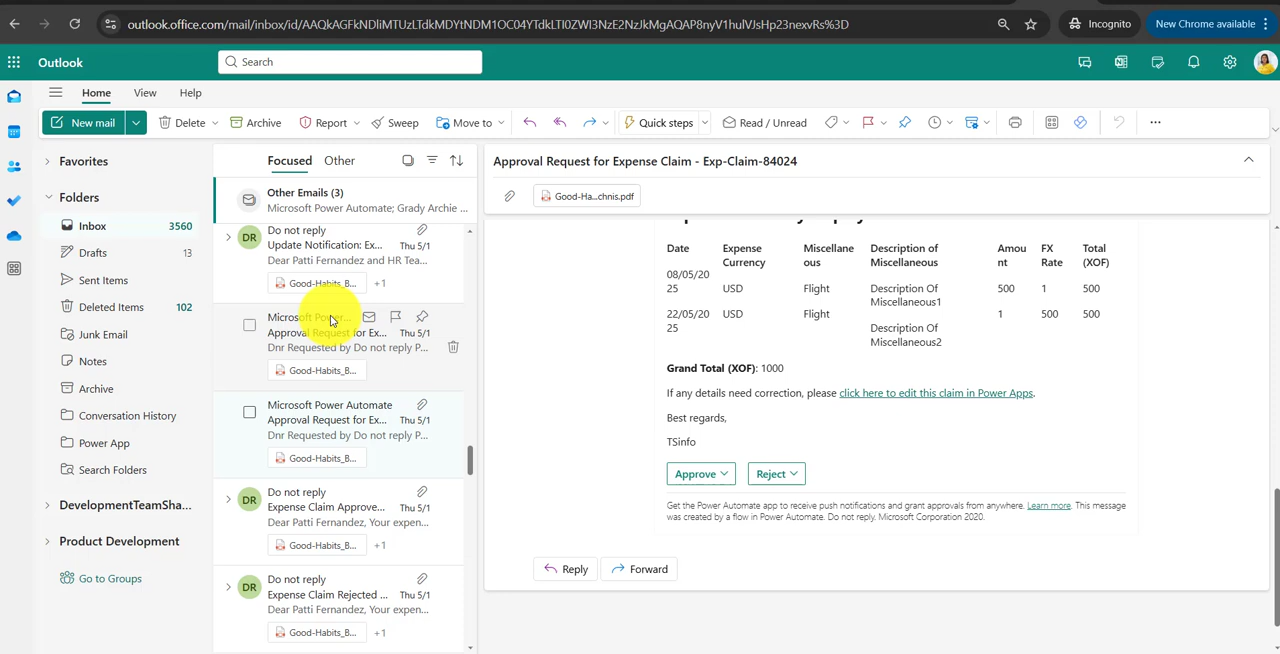 outlook.office.com/mail/inbox/id/AAQkAGFkNDliMTUzLTdkMDYtNDM1OC04YTdkLTI0ZWI3NzE2NzJkMgAQAP8nyV1hulVJsHp23nexvRs%3D
Incognito
New Chrome available
Outlook
Search
Home
View
Help
New mail
Delete
Archive
Report
Sweep
Move to
Quick steps
Read / Unread
Favorites
Folders
Inbox 3560
Drafts 13
Sent Items
Deleted Items 102
Junk Email
Notes
Archive
Conversation History
Power App
Search Folders
DevelopmentTeamSha...
Product Development
Go to Groups
Focused
Other
Other Emails (3)
Microsoft Power Automate; Grady Archie ...
DR
Do not reply
Update Notification: Ex... Thu 5/1
Dear Patti Fernandez and HR Tea...
Good-Habits_B... +1
Microsoft Power...
Approval Request for Ex... Thu 5/1
Dnr Requested by Do not reply P...
Good-Habits_B...
Microsoft Power Automate
Approval Request for Ex... Thu 5/1
Dnr Requested by Do not reply P...
Good-Habits_B...
DR
Do not reply
Expense Claim Approve... Thu 5/1
Dear Patti Fernandez, Your expen...
Good-Habits_B... +1
DR
Do not reply
Expense Claim Rejected ... Thu 5/1
Dear Patti Fernandez, Your expen...
Good-Habits_B... +1
Approval Request for Expense Claim - Exp-Claim-84024
Good-Ha...chnis.pdf
Date Expense Miscellane Description of Amou FX Total
Currency ous Miscellaneous nt Rate (XOF)
08/05/20 USD Flight Description Of 500 1 500
25 Miscellaneous1
22/05/20 USD Flight 1 500 500
25 Description Of
Miscellaneous2
Grand Total (XOF): 1000
If any details need correction, please click here to edit this claim in Power Apps.
Best regards,
TSinfo
Approve
Reject
Get the Power Automate app to receive push notifications and grant approvals from anywhere. Learn more. This message
was created by a flow in Power Automate. Do not reply. Microsoft Corporation 2020.
Reply
Forward